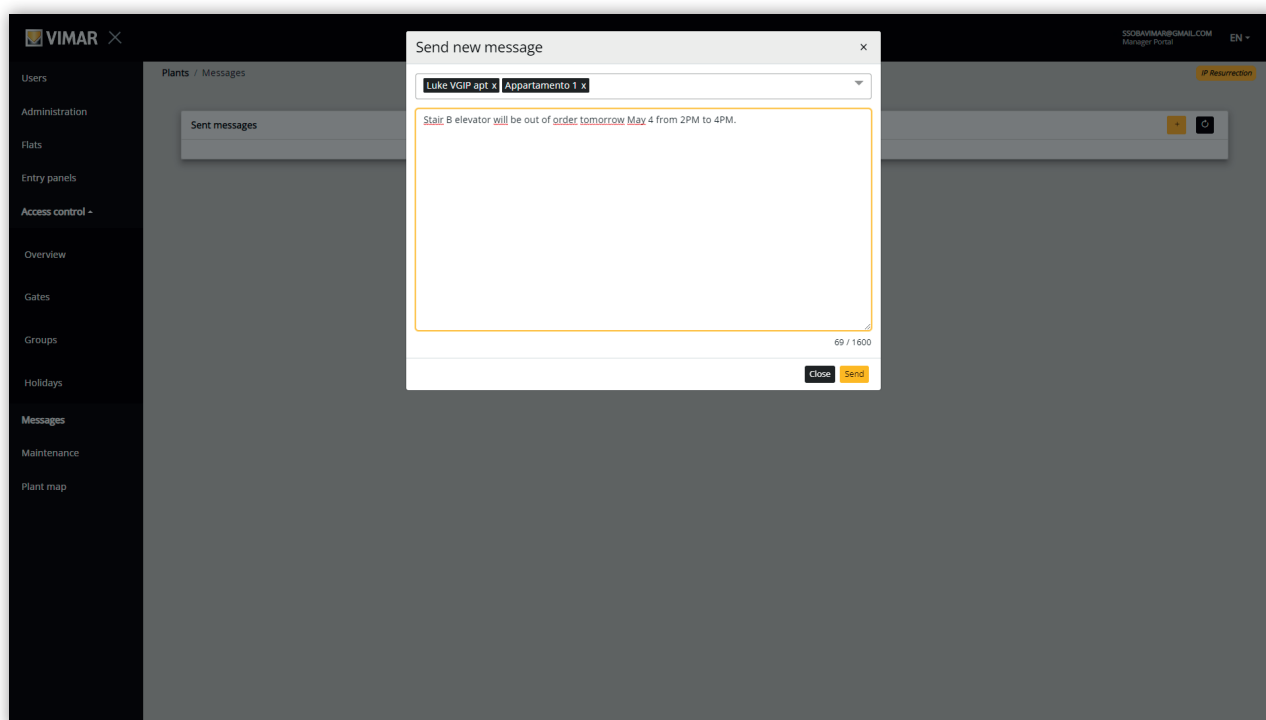 VIMAR
SSOBAVIMAR@GMAIL.COM
Manager Portal
EN
Users
Administration
Flats
Entry panels
Access control
Overview
Gates
Groups
Holidays
Messages
Maintenance
Plant map
Plants / Messages
IP Resurrection
Sent messages
+
Send new message
×
Luke VGIP apt x Appartamento 1 x
Stair B elevator will be out of order tomorrow May 4 from 2PM to 4PM.
69 / 1600
Close Send